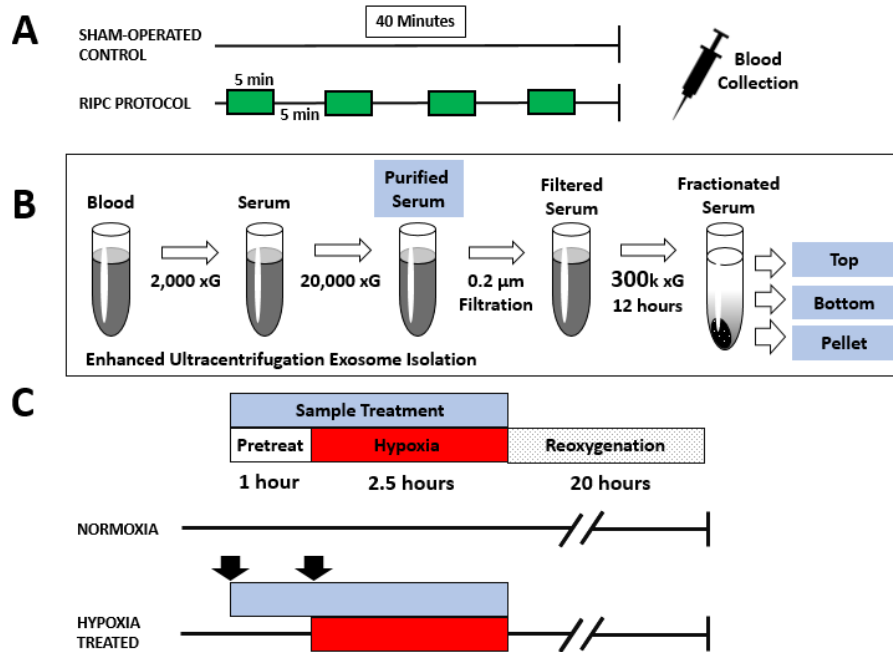 A
40 Minutes
SHAM-OPERATED
CONTROL
5 min
RIPC PROTOCOL
5 min
Blood
Collection
B
Blood
Serum
Purified
Serum
Filtered
Serum
Fractionated
Serum
2,000 xG
20,000 xG
0.2 µm
Filtration
300k xG
12 hours
Top
Bottom
Pellet
Enhanced Ultracentrifugation Exosome Isolation
C
Sample Treatment
Pretreat
Hypoxia
Reoxygenation
1 hour
2.5 hours
20 hours
NORMOXIA
HYPOXIA
TREATED